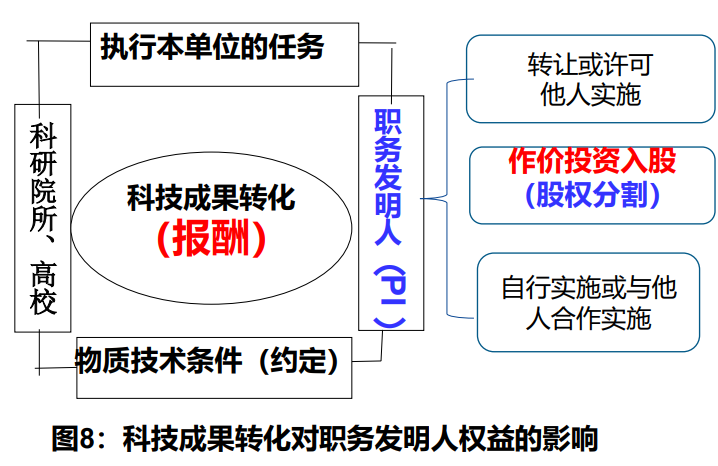 执行本单位的任务
科研院所、高校
科技成果转化
（报酬）
职务发明人（PI）
物质技术条件（约定）
转让或许可
他人实施
作价投资入股
（股权分割）
自行实施或与他
人合作实施
图8：科技成果转化对职务发明人权益的影响